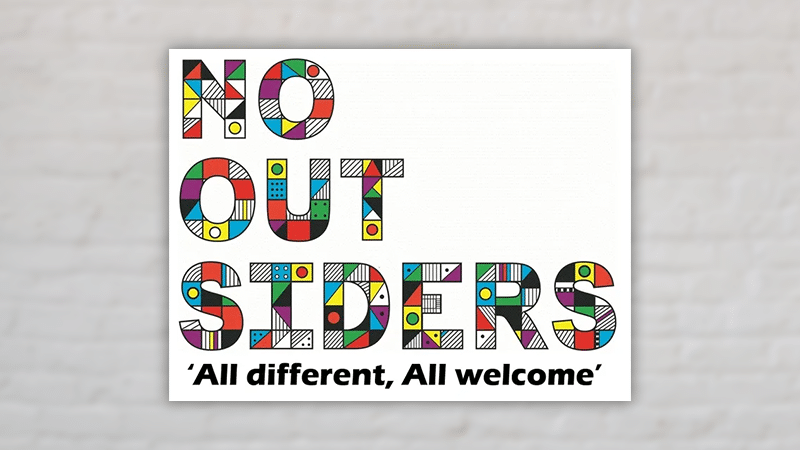 NO
OUT
SIDERS
‘All different, All welcome’